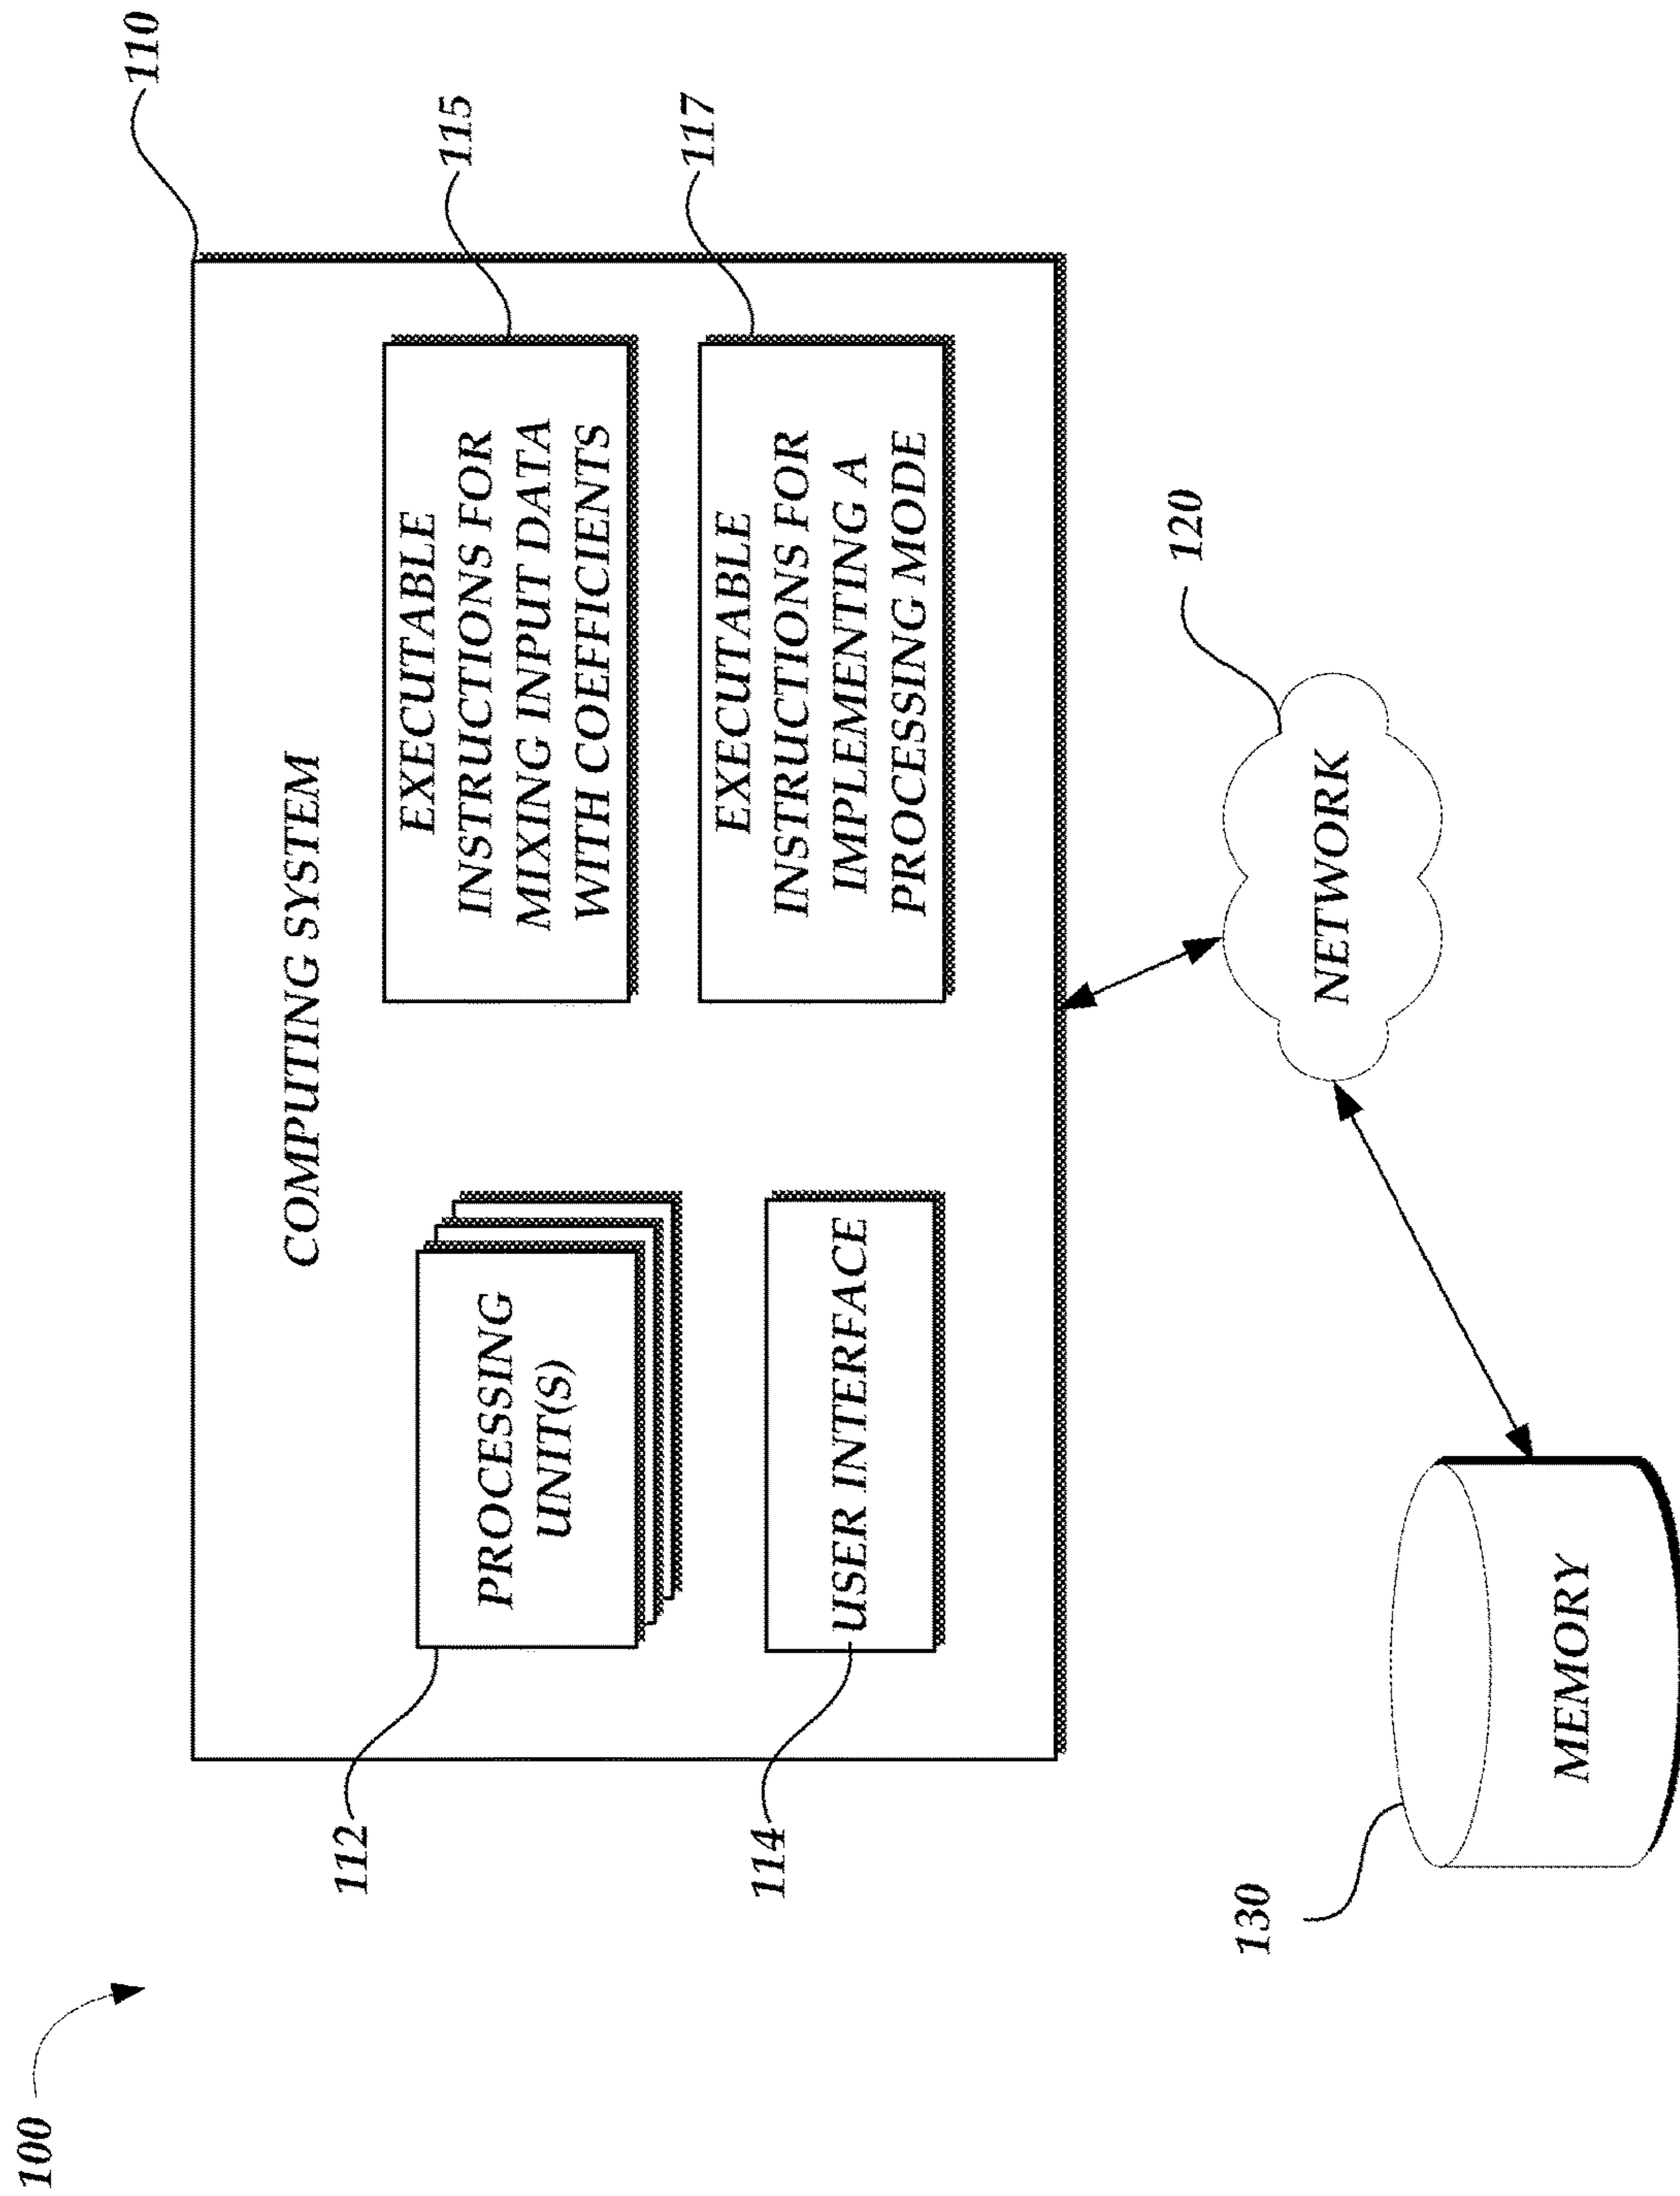 100
110
COMPUTING SYSTEM
112
PROCESSING
UNIT(S)
EXECUTABLE
INSTRUCTIONS FOR
MIXING INPUT DATA
WITH COEFFICIENTS
115
114
USER INTERFACE
EXECUTABLE
INSTRUCTIONS FOR
IMPLEMENTING A
PROCESSING MODE
117
130
MEMORY
NETWORK
120